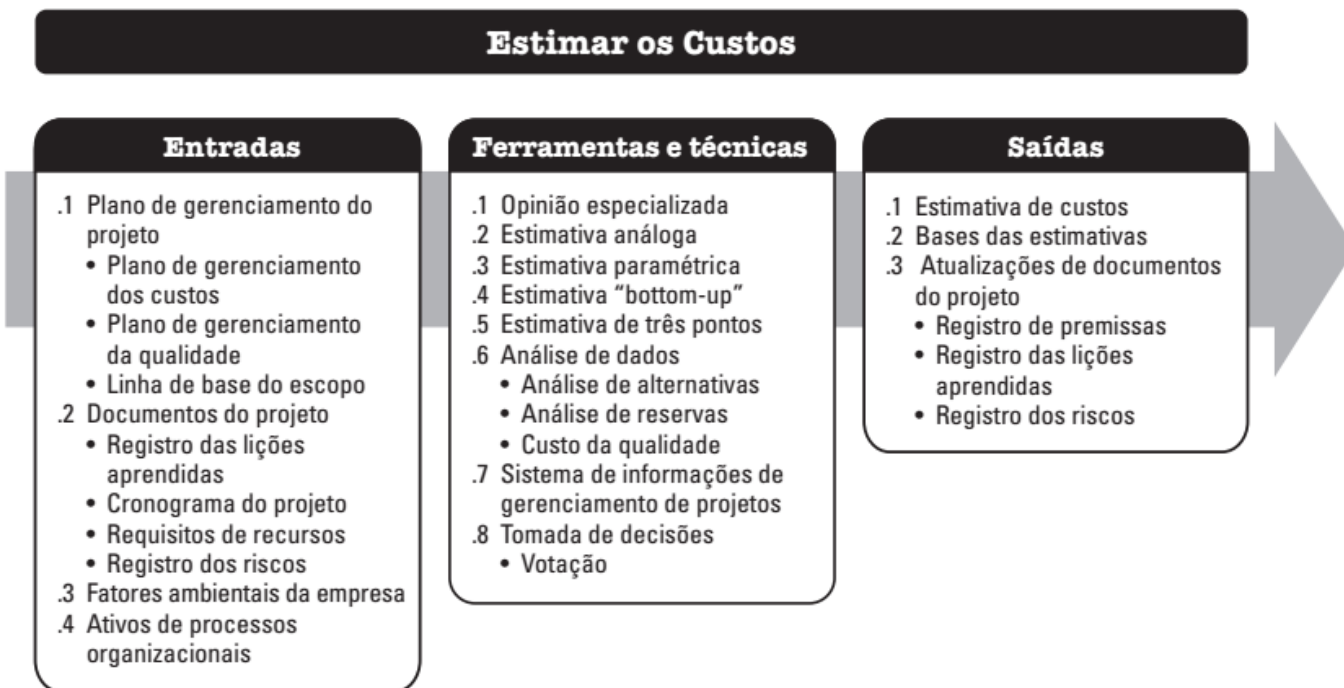 Estimar os Custos
Entradas
.1 Plano de gerenciamento do
projeto
• Plano de gerenciamento
dos custos
• Plano de gerenciamento
da qualidade
• Linha de base do escopo
.2 Documentos do projeto
• Registro das lições
aprendidas
• Cronograma do projeto
• Requisitos de recursos
• Registro dos riscos
.3 Fatores ambientais da empresa
.4 Ativos de processos
organizacionais
Ferramentas e técnicas
.1 Opinião especializada
.2 Estimativa análoga
.3 Estimativa paramétrica
.4 Estimativa “bottom-up”
.5 Estimativa de três pontos
.6 Análise de dados
• Análise de alternativas
• Análise de reservas
• Custo da qualidade
.7 Sistema de informações de
gerenciamento de projetos
.8 Tomada de decisões
• Votação
Saídas
.1 Estimativa de custos
.2 Bases das estimativas
.3 Atualizações de documentos
do projeto
• Registro de premissas
• Registro das lições
aprendidas
• Registro dos riscos